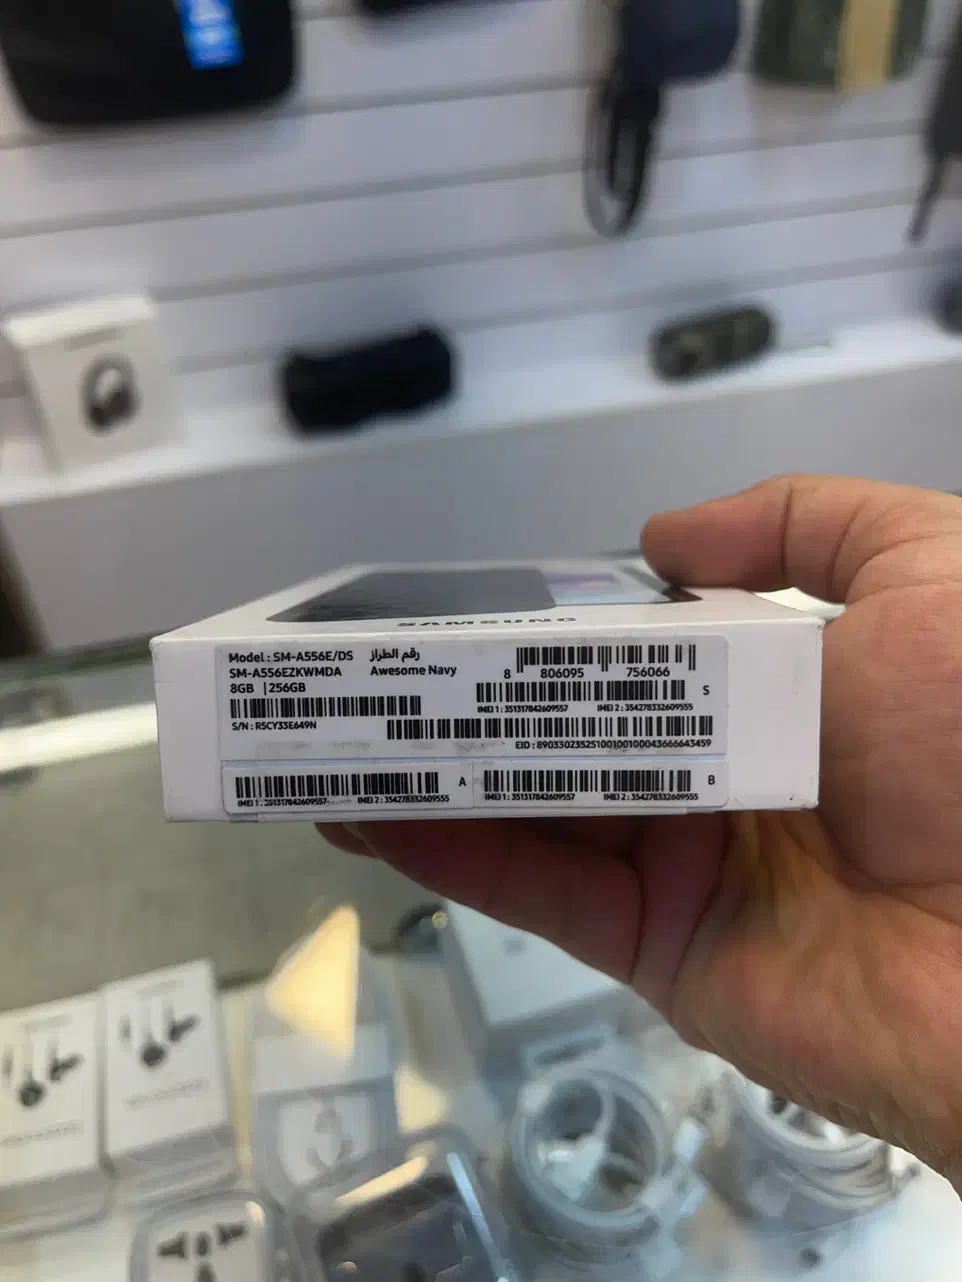 SAMSUNG
Model : SM-A556E/DS رقم الطراز
SM-A556EZKWMDA Awesome Navy
8GB | 256GB
8 806095 756066
S/N : R5CY33E649N
IMEI 1 : 351317842609557 IMEI 2 : 354278332609555 S
EID : 89033023525100100100043666643459
IMEI 1 : 351317842609557 IMEI 2 : 354278332609555 A
IMEI 1 : 351317842609557 IMEI 2 : 354278332609555 B